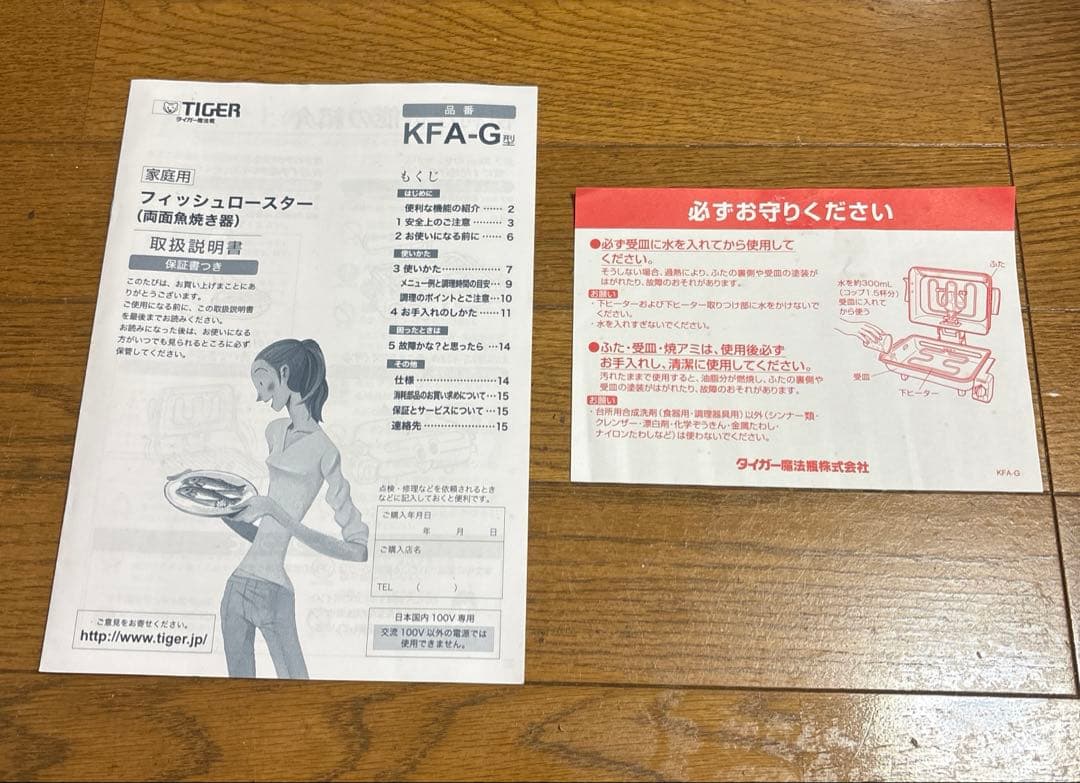 TIGER
タイガー魔法瓶
品番
KFA-G型
家庭用
フィッシュロースター
(両面魚焼き器)
取扱説明書
保証書つき
このたびは、お買い上げまことにあ
りがとうございます。
ご使用になる前に、この取扱説明書
を最後までお読みください。
お読みになった後は、お使いになる
方がいつでも見られるところに必ず
保管してください。
もくじ
はじめに
便利な機能の紹介……2
1 安全上のご注意………3
2 お使いになる前に……6
使いかた
3 使いかた…………………7
メニュー例と調理時間の目安…9
調理のポイントとご注意…10
4 お手入れのしかた……11
困ったときは
5 故障かな?と思ったら…14
その他
仕様………………………14
消耗部品のお買い求めについて…15
保証とサービスについて…15
連絡先……………………15
点検・修理などを依頼されるとき
などに記入しておくと便利です。
ご購入年月日
年 月 日
ご購入店名
TEL ( )
ご意見をお寄せください。
http://www.tiger.jp/
日本国内100V専用
交流100V以外の電源では
使用できません。
必ずお守りください
●必ず受皿に水を入れてから使用して
ください。
そうしない場合、過熱により、ふたの裏側や受皿の塗装が
はがれたり、故障のおそれがあります。
お願い
・下ヒーターおよび下ヒーター取りつけ部に水をかけないで
ください。
・水を入れすぎないでください。
●ふた・受皿・焼アミは、使用後必ず
お手入れし、清潔に使用してください。
汚れたままで使用すると、油脂分が燃焼し、ふたの裏側や
受皿の塗装がはがれたり、故障のおそれがあります。
お願い
・台所用合成洗剤(食器用・調理器具用)以外(シンナー類・
クレンザー・漂白剤・化学ぞうきん・金属たわし・
ナイロンたわしなど)は使わないでください。
ふた
水を約300mL
(コップ1.5杯分)
受皿に入れて
から使う
受皿
下ヒーター
タイガー魔法瓶株式会社
KFA-G